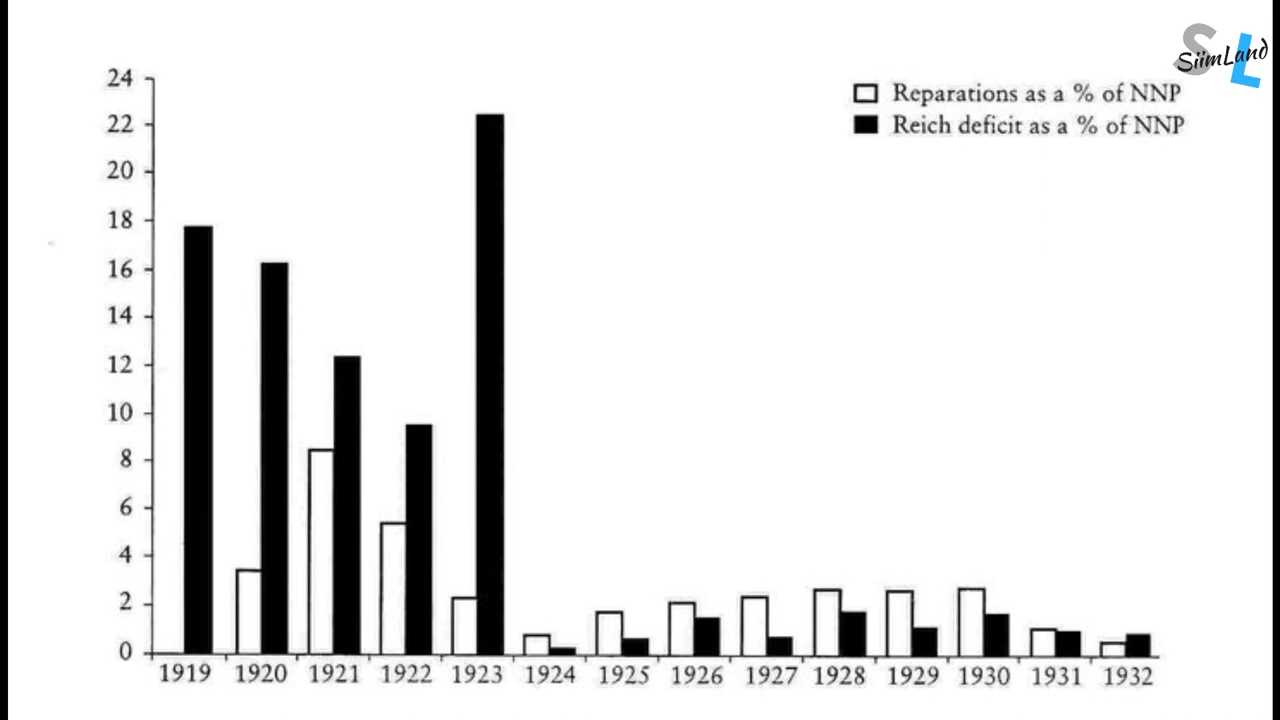 S L
SiimLand
Reparations as a % of NNP
Reich deficit as a % of NNP
24
22
20
18
16
14
12
10
8
6
4
2
0
1919 1920 1921 1922 1923 1924 1925 1926 1927 1928 1929 1930 1931 1932